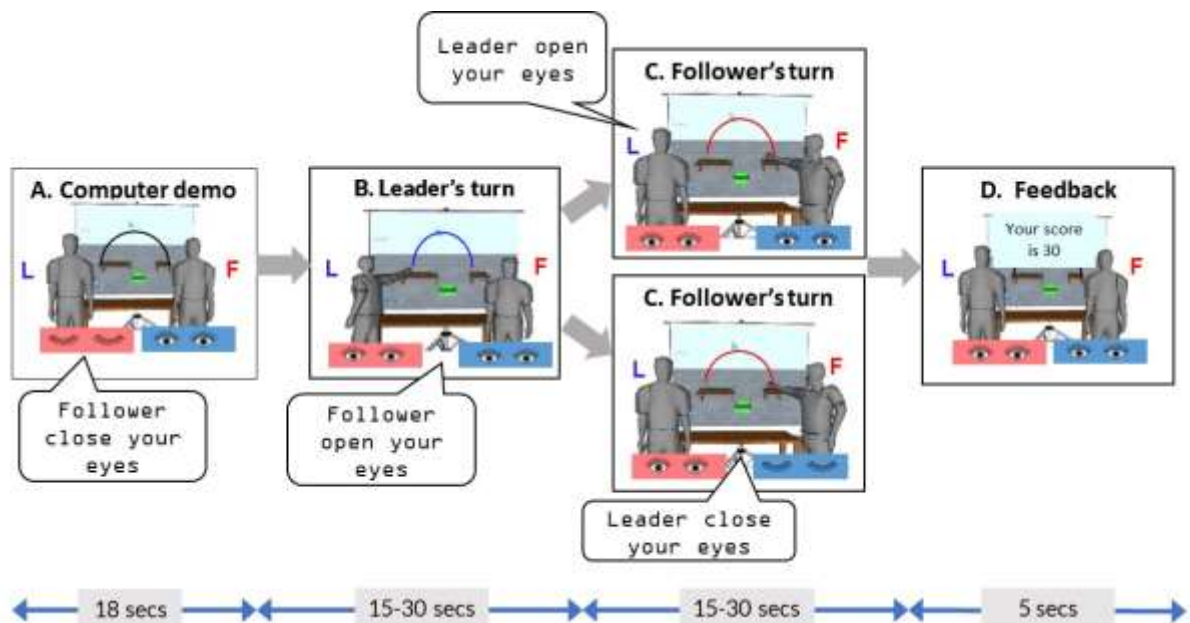 Leader open
your eyes
C. Follower's turn
L
F
A. Computer demo
L
F
B. Leader's turn
L
F
D. Feedback
Your score
is 30
L
F
C. Follower's turn
L
F
Follower
close your
eyes
Follower
open your
eyes
Leader close
your eyes
18 secs
15-30 secs
15-30 secs
5 secs